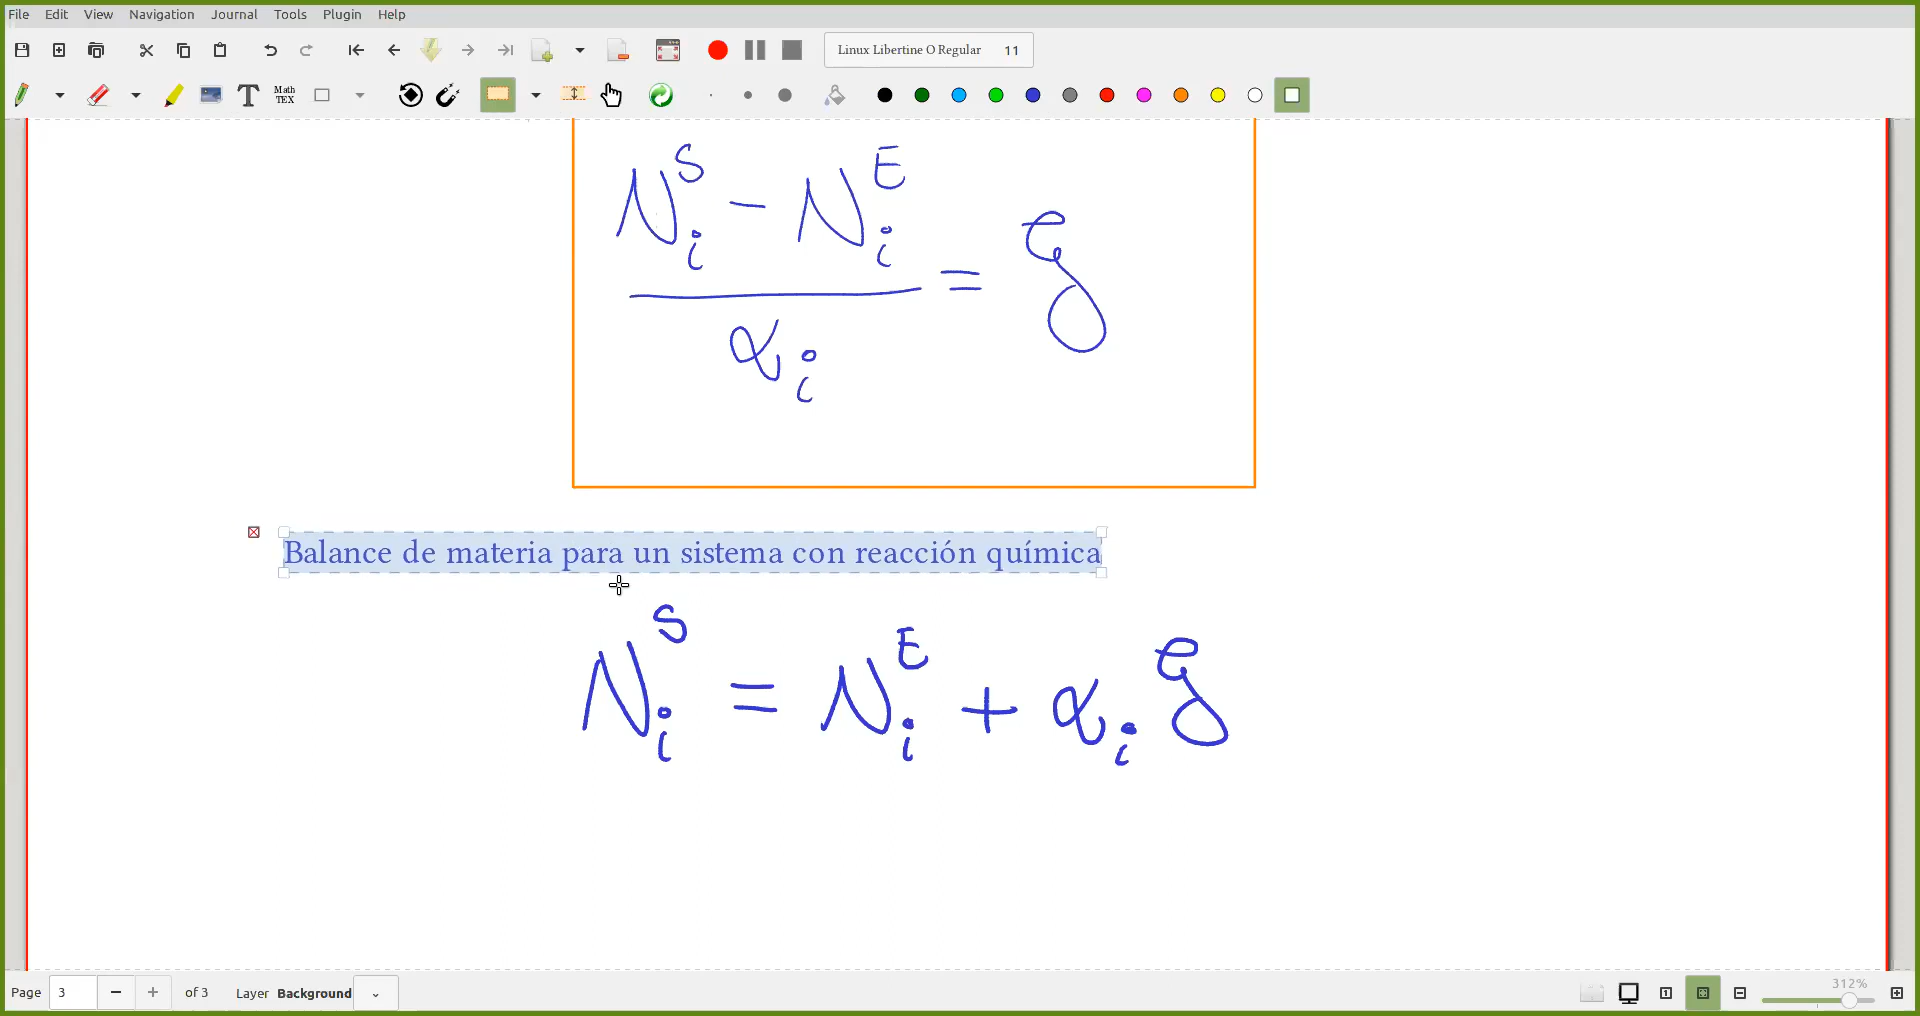 File Edit View Navigation Journal Tools Plugin Help
Linux Libertine O Regular 11
T Math TEX
N_i^S − N_i^E
α_i
= ξ
Balance de materia para un sistema con reacción química
N_i^S = N_i^E + α_i ξ
Page 3 − + of 3 Layer Background
312%